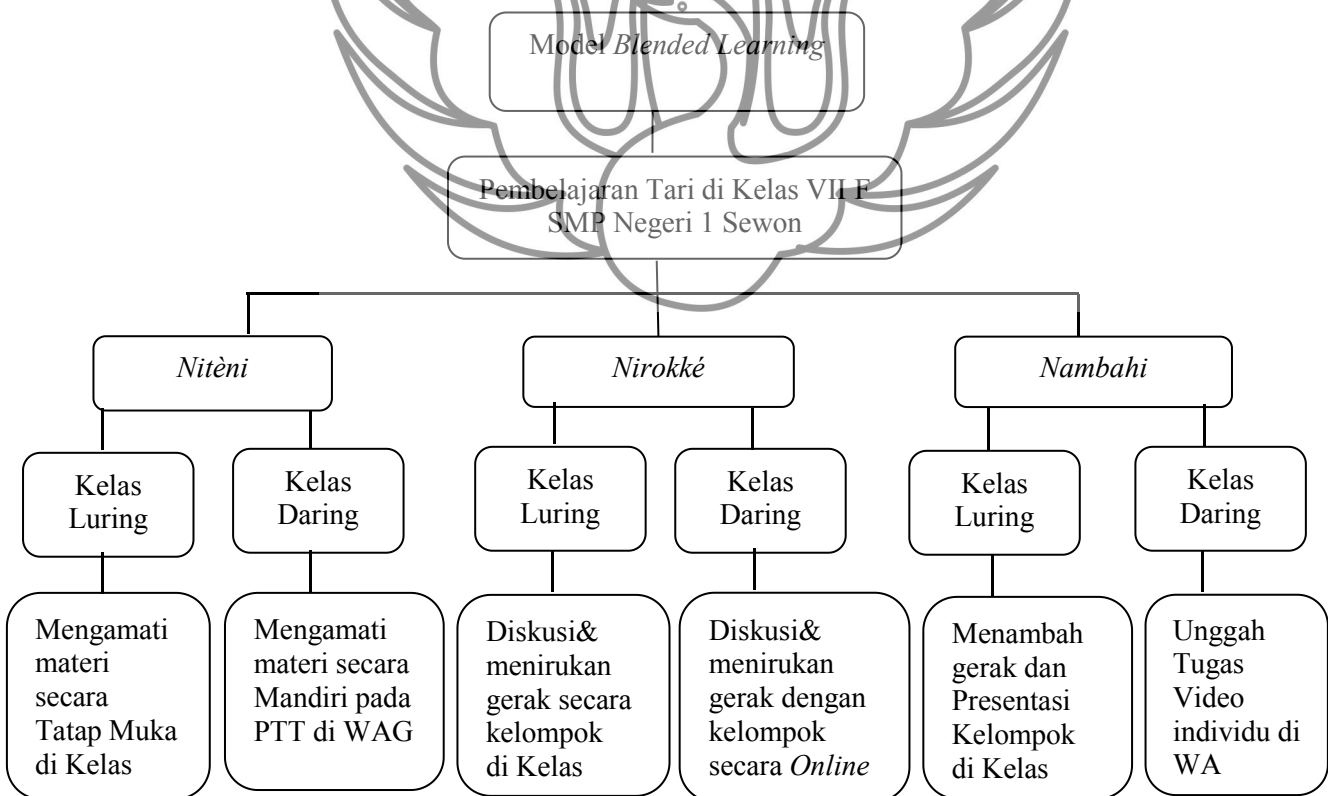 Model Blended Learning
Pembelajaran Tari di Kelas VII F
SMP Negeri 1 Sewon
Nitèni
Nirokké
Nambahi
Kelas
Luring
Kelas
Daring
Kelas
Luring
Kelas
Daring
Kelas
Luring
Kelas
Daring
Mengamati
materi
secara
Tatap Muka
di Kelas
Mengamati
materi secara
Mandiri pada
PTT di WAG
Diskusi&
menirukan
gerak secara
kelompok
di Kelas
Diskusi&
menirukan
gerak dengan
kelompok
secara Online
Menambah
gerak dan
Presentasi
Kelompok
di Kelas
Unggah
Tugas
Video
individu di
WA